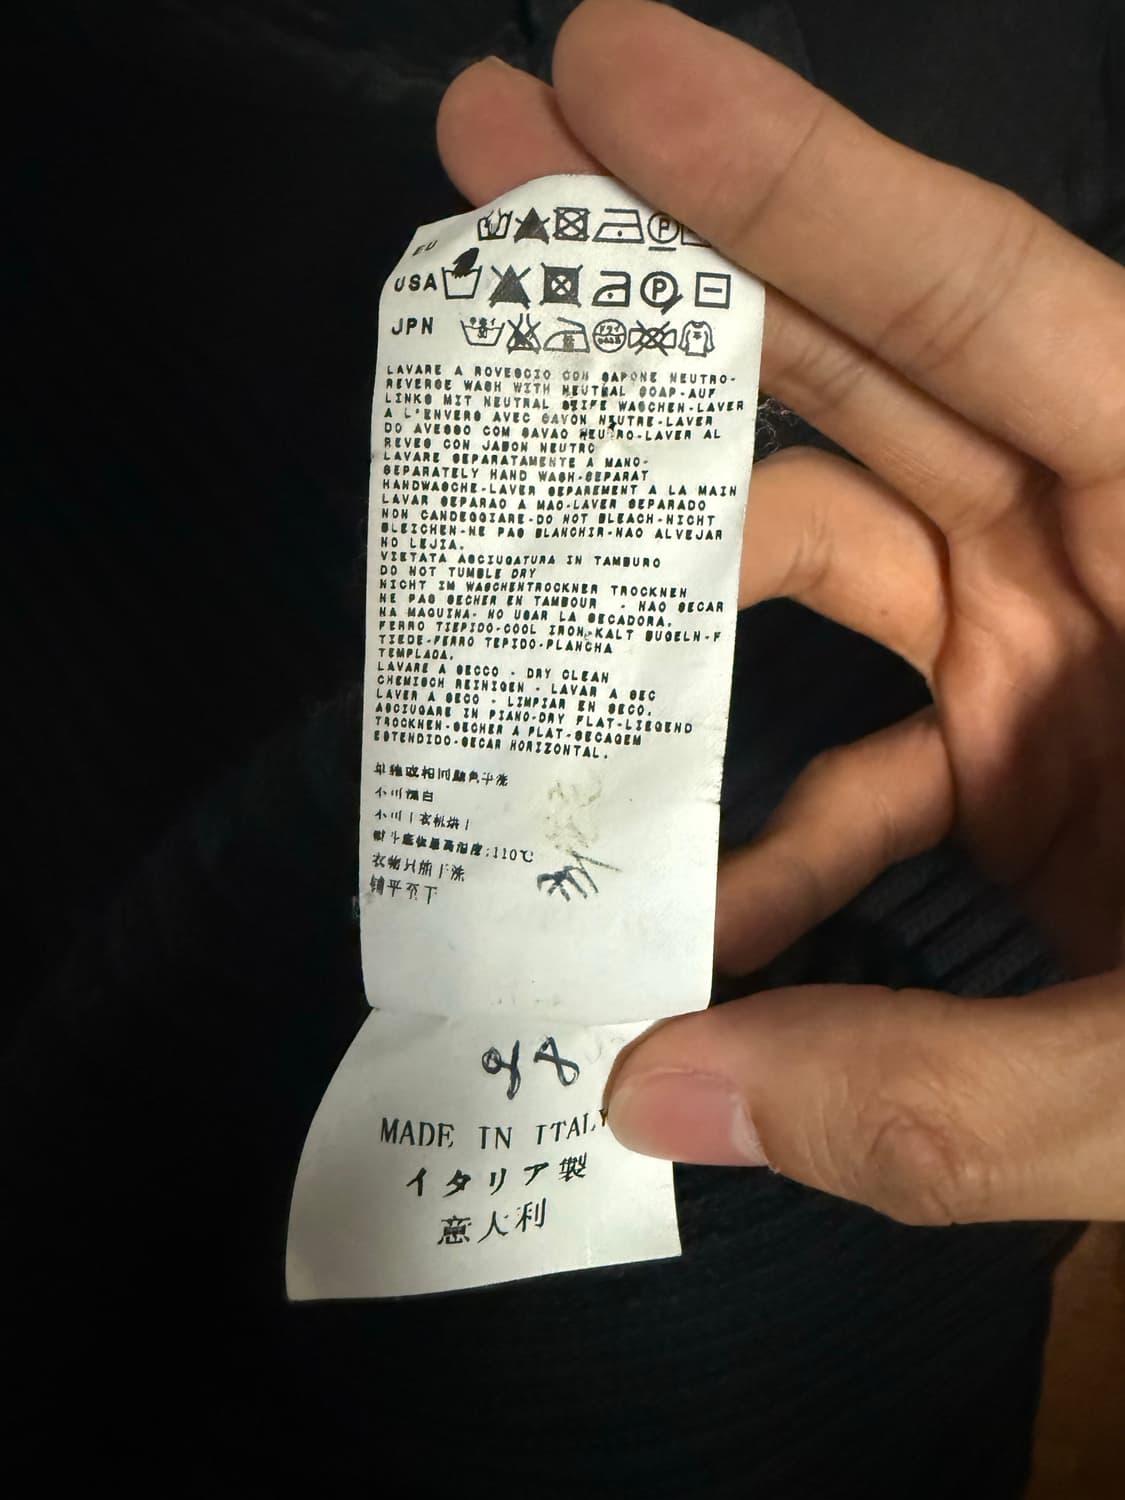 EU
USA
JPN
LAVARE A ROVESCIO CON SAPONE NEUTRO-
REVERSE WASH WITH NEUTRAL SOAP-AUF
LINKS MIT NEUTRAL SEIFE WASCHEN-LAVER
A L'ENVERS AVEC SAVON NEUTRE-LAVER
DO AVESSO COM SAVAO NEUTRO-LAVER AL
REVES CON JABON NEUTRO
LAVARE SEPARATAMENTE A MANO-
SEPARATELY HAND WASH-SEPARAT
HANDWASCHE-LAVER SEPAREMENT A LA MAIN
LAVAR SEPARAO A MAO-LAVER SEPARADO
NON CANDEGGIARE-DO NOT BLEACH-NICHT
BLEICHEN-NE PAS BLANCHIR-NAO ALVEJAR
NO LEJIA.
VIETATA ASCIUGATURA IN TAMBURO
DO NOT TUMBLE DRY
NICHT IM WASCHENTROCKNER TROCKNEN
NE PAS SECHER EN TAMBOUR - NAO SECAR
NA MAQUINA- NO USAR LA SECADORA.
FERRO TIEPIDO-COOL IRON-KALT BUGELN-F
TIEDE-FERRO TEPIDO-PLANCHA
TEMPLADA.
LAVARE A SECCO - DRY CLEAN
CHEMISCH REINIGEN - LAVAR A SEC
LAVER A SECO - LIMPIAR EN SECO.
ASCIUGARE IN PIANO-DRY FLAT-LIEGEND
TROCKNEN-SECHER A PLAT-SECAGEM
ESTENDIDO-SECAR HORIZONTAL.
漂白
:110℃
MADE IN ITALY
イタリア製
意大利